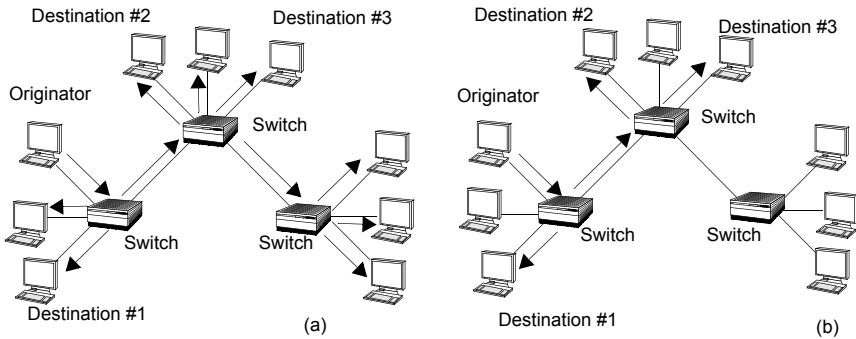 Destination #2
Destination #3
Originator
Switch
Switch
Switch
Destination #1
(a)
Destination #2
Destination #3
Originator
Switch
Switch
Switch
Destination #1
(b)